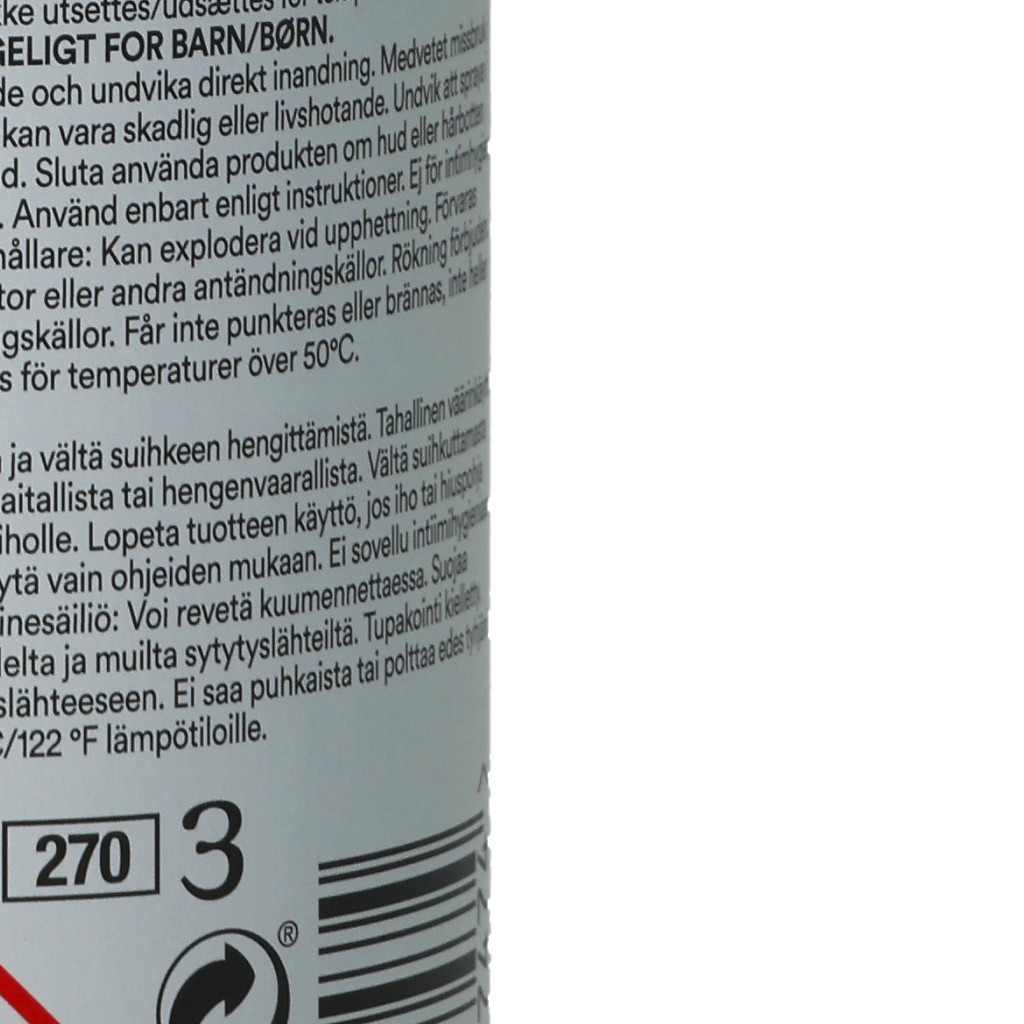 ke utsettes/udsættes for
GELIGT FOR BARN/BØRN.
de och undvika direkt inandning. Medvetet missbruk
kan vara skadlig eller livshotande. Undvik att spraya
d. Sluta använda produkten om hud eller hårbotten
. Använd enbart enligt instruktioner. Ej för intimhygien
hållare: Kan explodera vid upphettning. Förvaras
tor eller andra antändningskällor. Rökning förbjuden
gskällor. Får inte punkteras eller brännas, inte heller
s för temperaturer över 50°C.
ja vältä suihkeen hengittämistä. Tahallinen
aitallista tai hengenvaarallista. Vältä suihkuttamasta
iholle. Lopeta tuotteen käyttö, jos iho tai hiuspohja
ytä vain ohjeiden mukaan. Ei sovellu
inesäiliö: Voi revetä kuumennettaessa. Suojaa
delta ja muilta sytytyslähteiltä. Tupakointi kielletty.
slähteeseen. Ei saa puhkaista tai polttaa edes
C/122 °F lämpötiloille.
270 3
®